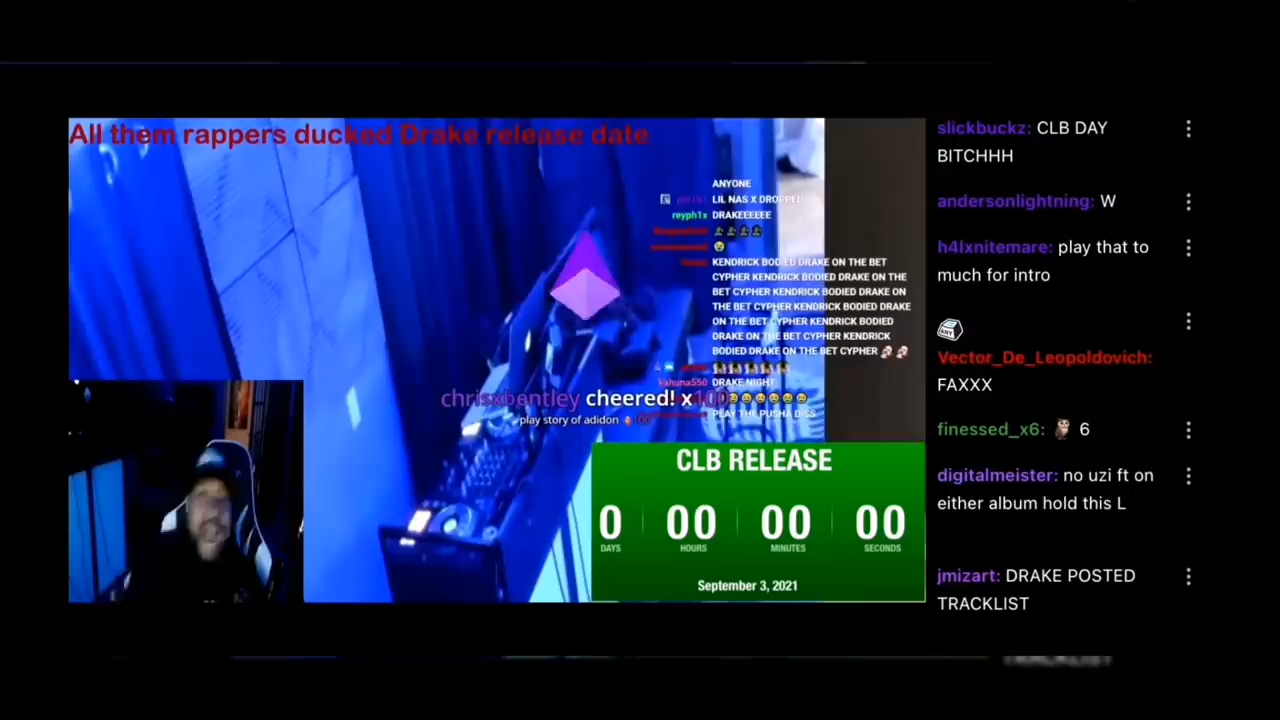 All them rappers ducked Drake release date
ANYONE
LIL NAS X DROPPED
reyph1x DRAKEEEEEE
KENDRICK BODIED DRAKE ON THE BET
CYPHER KENDRICK BODIED DRAKE ON THE
BET CYPHER KENDRICK BODIED DRAKE ON
THE BET CYPHER KENDRICK BODIED DRAKE
ON THE BET CYPHER KENDRICK BODIED
DRAKE ON THE BET CYPHER KENDRICK
BODIED DRAKE ON THE BET CYPHER
kahuna550 DRAKE NIGHT
PLAY THE PUSHA DISS
chrisxbentley cheered! x100
play story of adidon
CLB RELEASE
0 00 00 00
DAYS HOURS MINUTES SECONDS
September 3, 2021
slickbuckz: CLB DAY
BITCHHH
andersonlightning: W
h4lxnitemare: play that to
much for intro
ANY
Vector_De_Leopoldovich:
FAXXX
finessed_x6: 6
digitalmeister: no uzi ft on
either album hold this L
jmizart: DRAKE POSTED
TRACKLIST
TRACKLIST